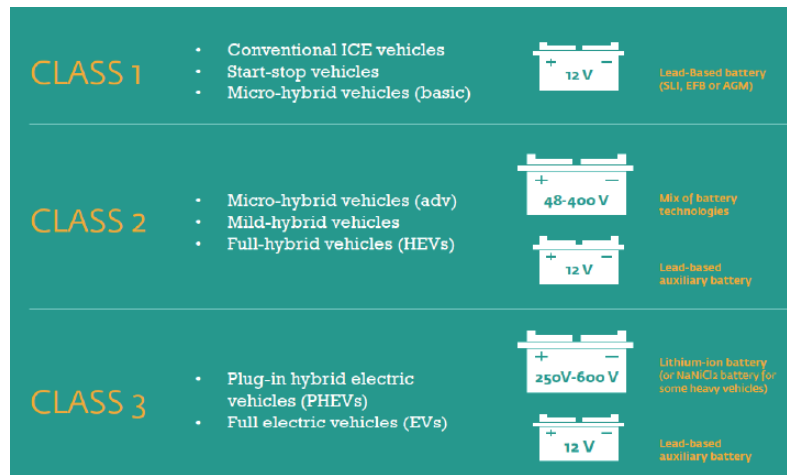 CLASS 1
• Conventional ICE vehicles
• Start-stop vehicles
• Micro-hybrid vehicles (basic)
+ −
12 V
Lead-Based battery
(SLI, EFB or AGM)
CLASS 2
• Micro-hybrid vehicles (adv)
• Mild-hybrid vehicles
• Full-hybrid vehicles (HEVs)
+ −
48-400 V
Mix of battery
technologies
+ −
12 V
Lead-based
auxiliary battery
CLASS 3
• Plug-in hybrid electric
vehicles (PHEVs)
• Full electric vehicles (EVs)
+ −
250V-600 V
Lithium-ion battery
(or NaNiCl2 battery for
some heavy vehicles)
+ −
12 V
Lead-based
auxiliary battery